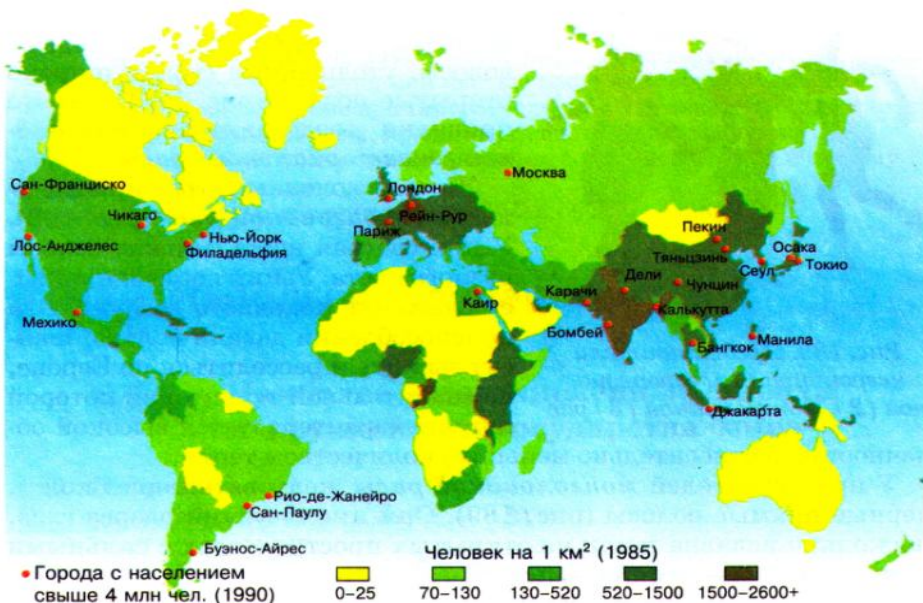 Москва
Сан-Франциско
Лондон
Чикаго
Рейн-Рур
Пекин
Нью-Йорк
Париж
Осака
Лос-Анджелес
Филадельфия
Тяньцзинь
Сеул
Токио
Дели
Чунцин
Карачи
Каир
Калькутта
Мехико
Бомбей
Манила
Бангкок
Джакарта
Рио-де-Жанейро
Сан-Паулу
Буэнос-Айрес
Человек на 1 км² (1985)
Города с населением
свыше 4 млн чел. (1990)
0–25 70–130 130–520 520–1500 1500–2600+